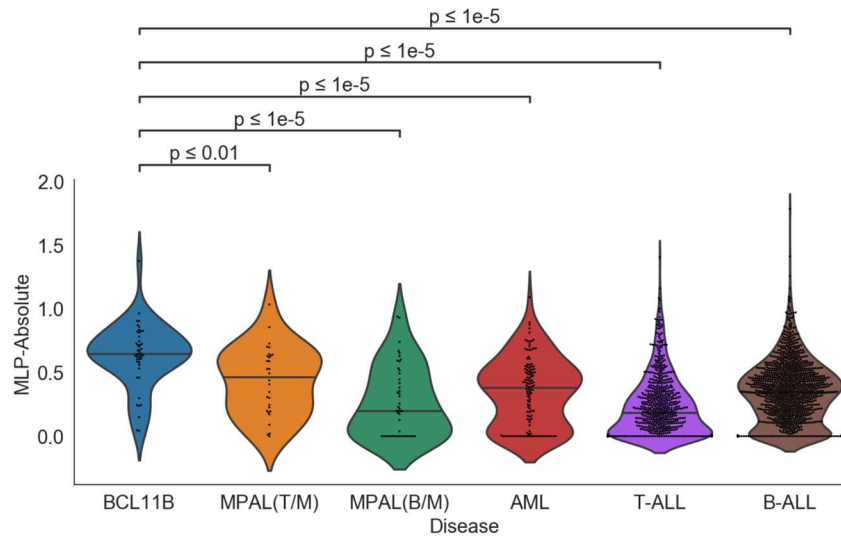 p ≤ 1e-5
p ≤ 1e-5
p ≤ 1e-5
p ≤ 1e-5
p ≤ 0.01
2.0
1.5
1.0
0.5
0.0
MLP-Absolute
BCL11B MPAL(T/M) MPAL(B/M) AML T-ALL B-ALL
Disease